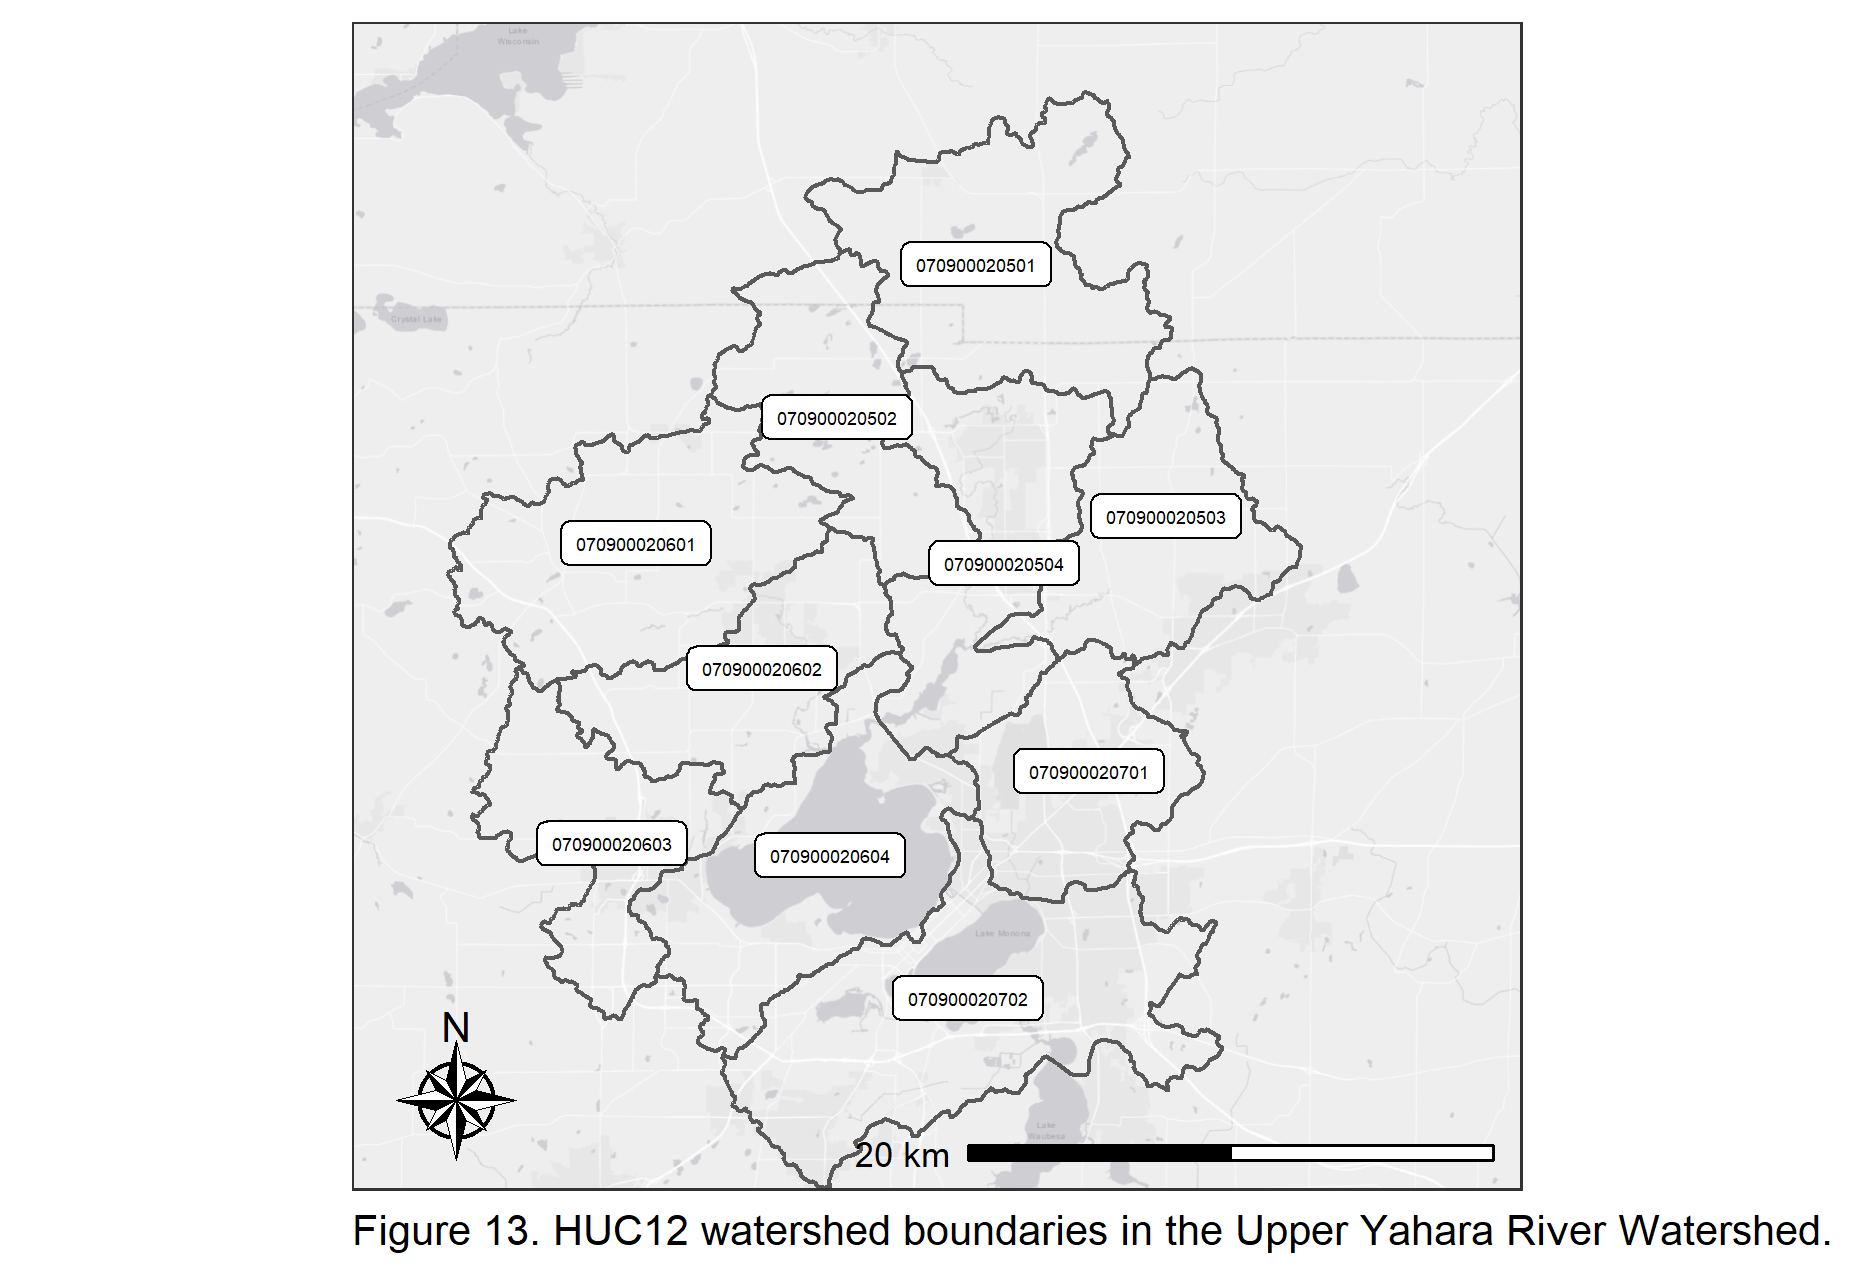 Lake
Wisconsin
070900020501
Crystal Lake
070900020502
070900020503
070900020601
070900020504
070900020602
070900020701
070900020603
070900020604
Lake Monona
070900020702
N
Lake
Waubesa
20 km
Figure 13. HUC12 watershed boundaries in the Upper Yahara River Watershed.